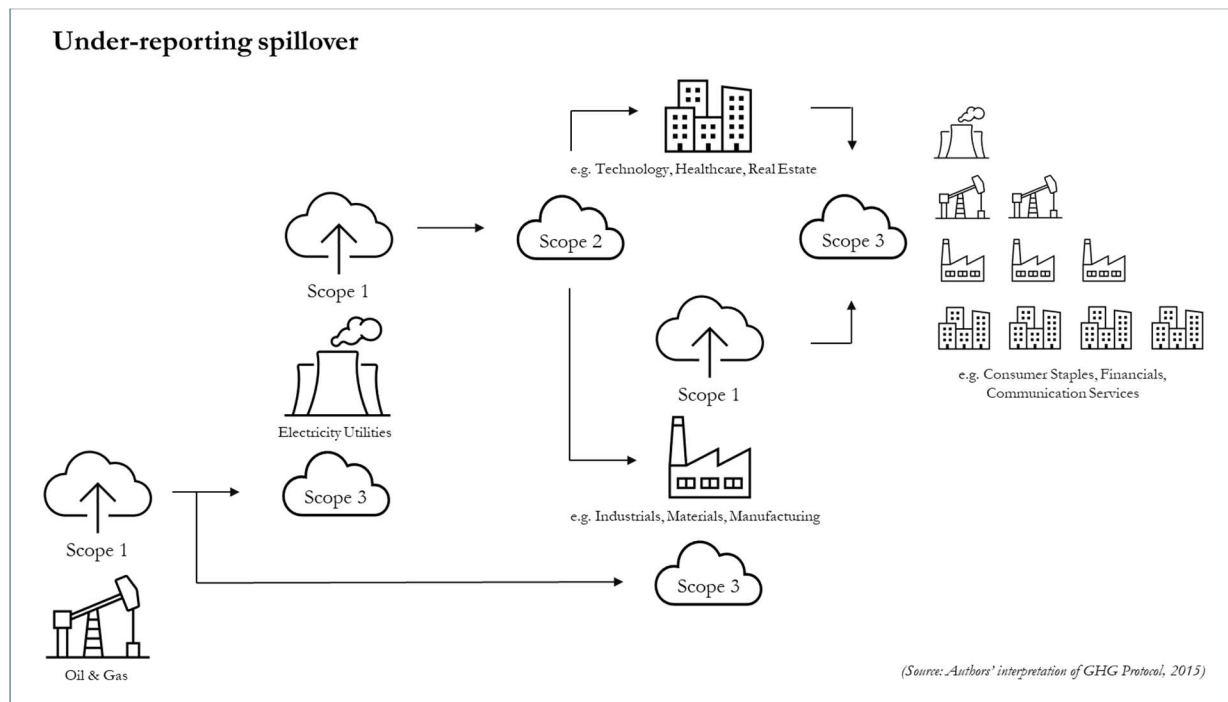 Under-reporting spillover
e.g. Technology, Healthcare, Real Estate
Scope 1
Scope 2
Scope 3
Scope 1
e.g. Consumer Staples, Financials,
Communication Services
Electricity Utilities
Scope 3
e.g. Industrials, Materials, Manufacturing
Scope 1
Scope 3
Oil & Gas
(Source: Authors' interpretation of GHG Protocol, 2015)